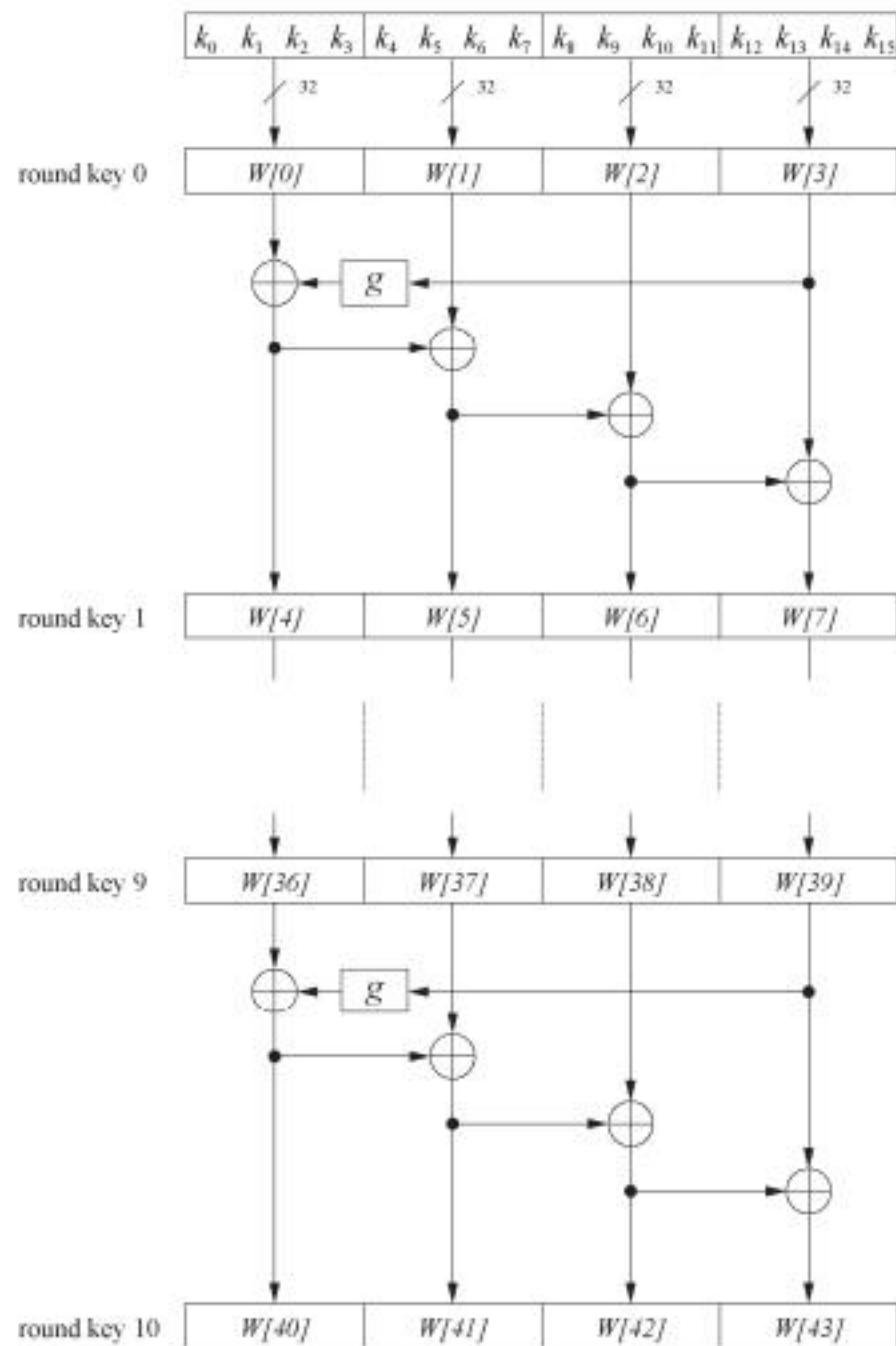 k₀ k₁ k₂ k₃ k₄ k₅ k₆ k₇ k₈ k₉ k₁₀ k₁₁ k₁₂ k₁₃ k₁₄ k₁₅
32 32 32 32
round key 0 W[0] W[1] W[2] W[3]
g
round key 1 W[4] W[5] W[6] W[7]
round key 9 W[36] W[37] W[38] W[39]
g
round key 10 W[40] W[41] W[42] W[43]